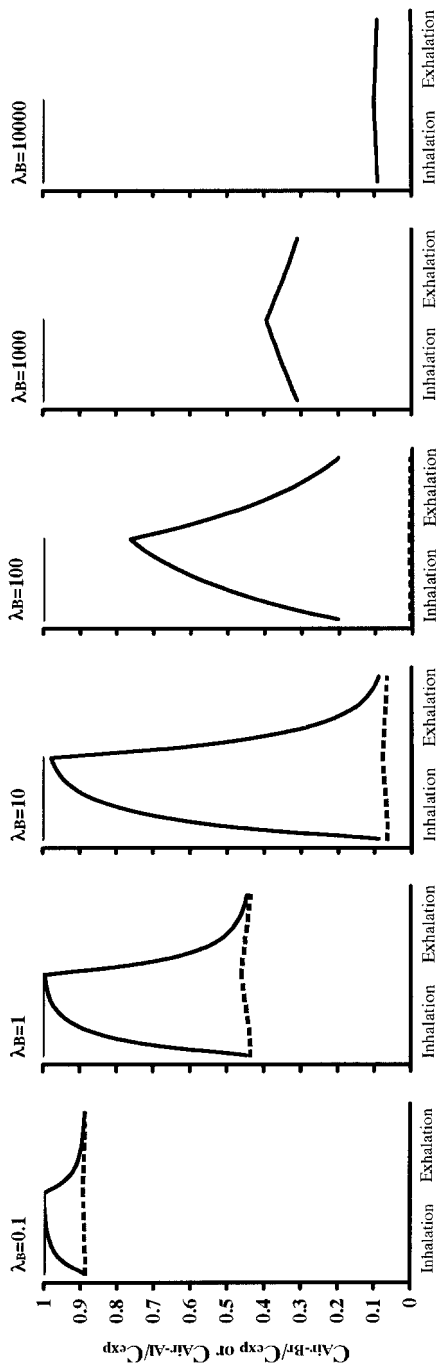 CAir-Br/Cexp or CAir-Al/Cexp
1
0.9
0.8
0.7
0.6
0.5
0.4
0.3
0.2
0.1
0
λB=0.1
Inhalation Exhalation
λB=1
Inhalation Exhalation
λB=10
Inhalation Exhalation
λB=100
Inhalation Exhalation
λB=1000
Inhalation Exhalation
λB=10000
Inhalation Exhalation